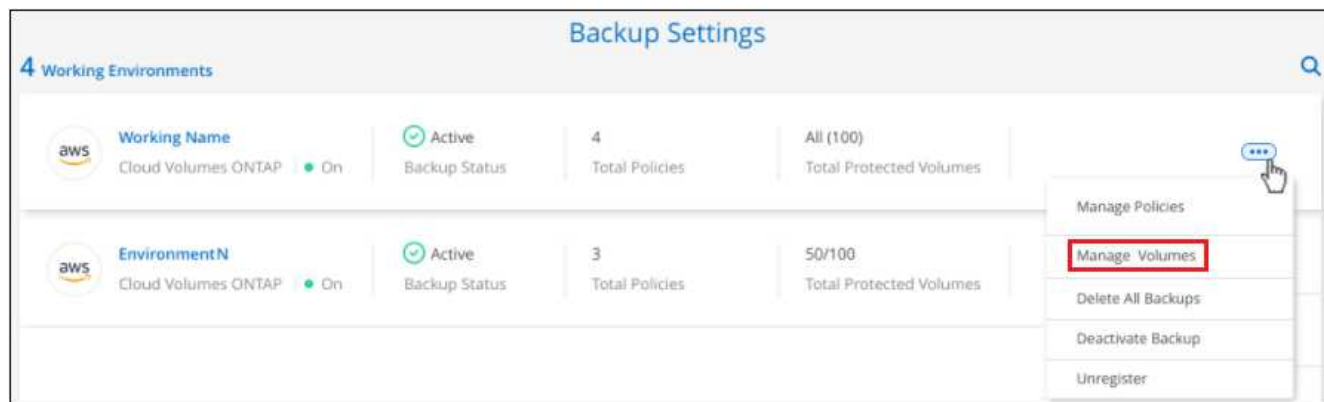 Backup Settings
4 Working Environments
aws
Working Name
Cloud Volumes ONTAP
On
Active
Backup Status
4
Total Policies
All (100)
Total Protected Volumes
aws
EnvironmentN
Cloud Volumes ONTAP
On
Active
Backup Status
3
Total Policies
50/100
Total Protected Volumes
Manage Policies
Manage Volumes
Delete All Backups
Deactivate Backup
Unregister